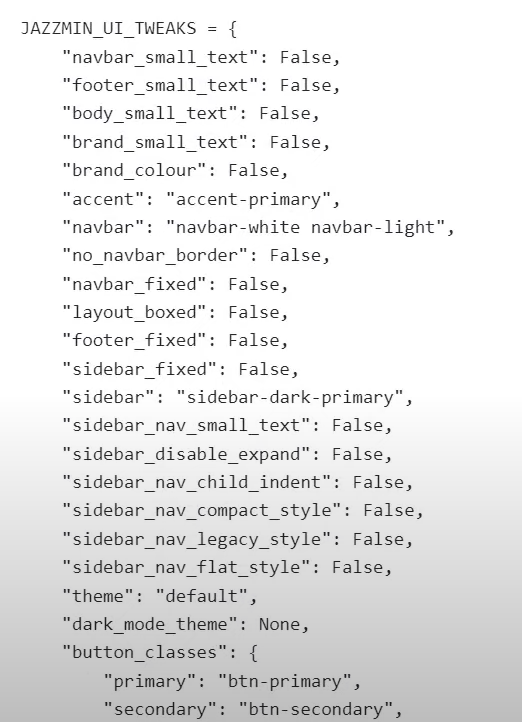 JAZZMIN_UI_TWEAKS = {
    "navbar_small_text": False,
    "footer_small_text": False,
    "body_small_text": False,
    "brand_small_text": False,
    "brand_colour": False,
    "accent": "accent-primary",
    "navbar": "navbar-white navbar-light",
    "no_navbar_border": False,
    "navbar_fixed": False,
    "layout_boxed": False,
    "footer_fixed": False,
    "sidebar_fixed": False,
    "sidebar": "sidebar-dark-primary",
    "sidebar_nav_small_text": False,
    "sidebar_disable_expand": False,
    "sidebar_nav_child_indent": False,
    "sidebar_nav_compact_style": False,
    "sidebar_nav_legacy_style": False,
    "sidebar_nav_flat_style": False,
    "theme": "default",
    "dark_mode_theme": None,
    "button_classes": {
        "primary": "btn-primary",
        "secondary": "btn-secondary",